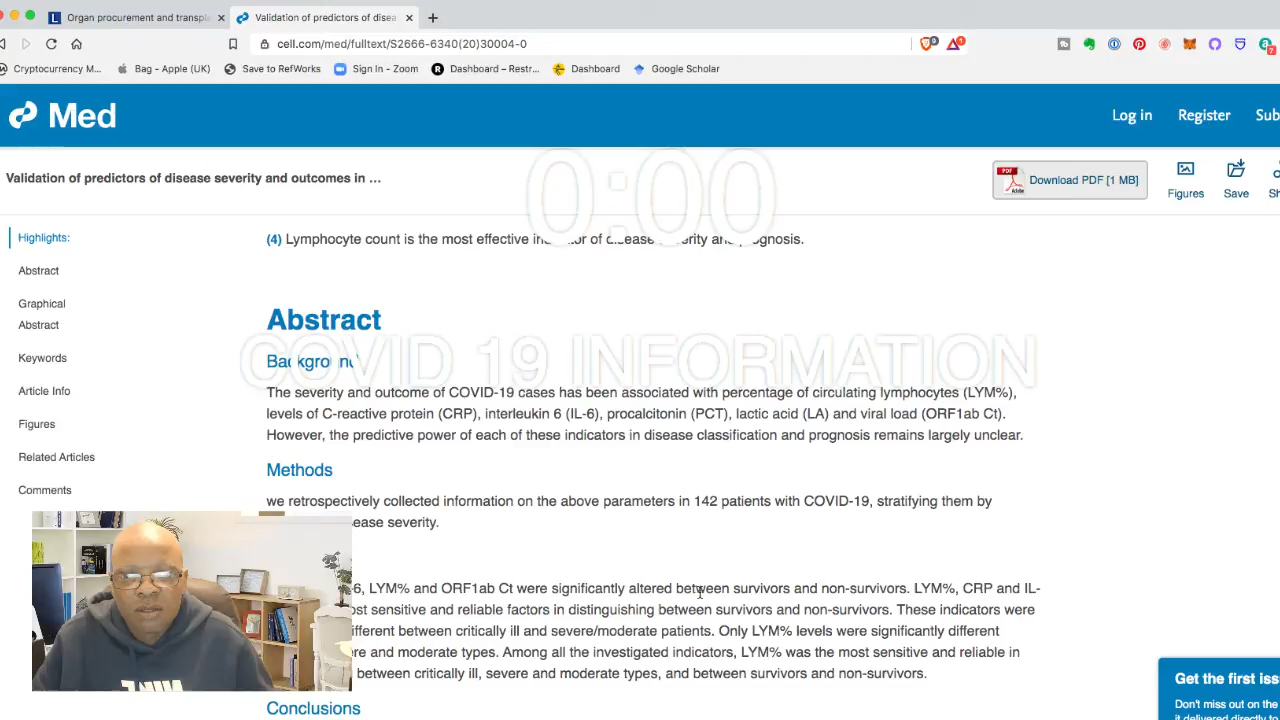 Organ procurement and transple
Validation of predictors of disea
cell.com/med/fulltext/S2666-6340(20)30004-0
Cryptocurrency M...
Bag - Apple (UK)
Save to RefWorks
Sign In - Zoom
Dashboard – Restr...
Dashboard
Google Scholar
Med
Log in
Register
Sub
Validation of predictors of disease severity and outcomes in ...
PDF
Download PDF [1 MB]
Figures
Save
Sh
0:00
COVID 19 INFORMATION
Highlights:
Abstract
Graphical
Abstract
Keywords
Article Info
Figures
Related Articles
Comments
(4) Lymphocyte count is the most effective indicator of disease severity and prognosis.
Abstract
Background
The severity and outcome of COVID-19 cases has been associated with percentage of circulating lymphocytes (LYM%),
levels of C-reactive protein (CRP), interleukin 6 (IL-6), procalcitonin (PCT), lactic acid (LA) and viral load (ORF1ab Ct).
However, the predictive power of each of these indicators in disease classification and prognosis remains largely unclear.
Methods
we retrospectively collected information on the above parameters in 142 patients with COVID-19, stratifying them by
ease severity.
-6, LYM% and ORF1ab Ct were significantly altered between survivors and non-survivors. LYM%, CRP and IL-
ost sensitive and reliable factors in distinguishing between survivors and non-survivors. These indicators were
ifferent between critically ill and severe/moderate patients. Only LYM% levels were significantly different
re and moderate types. Among all the investigated indicators, LYM% was the most sensitive and reliable in
between critically ill, severe and moderate types, and between survivors and non-survivors.
Conclusions
Get the first iss
Don't miss out on the
it delivered directly to